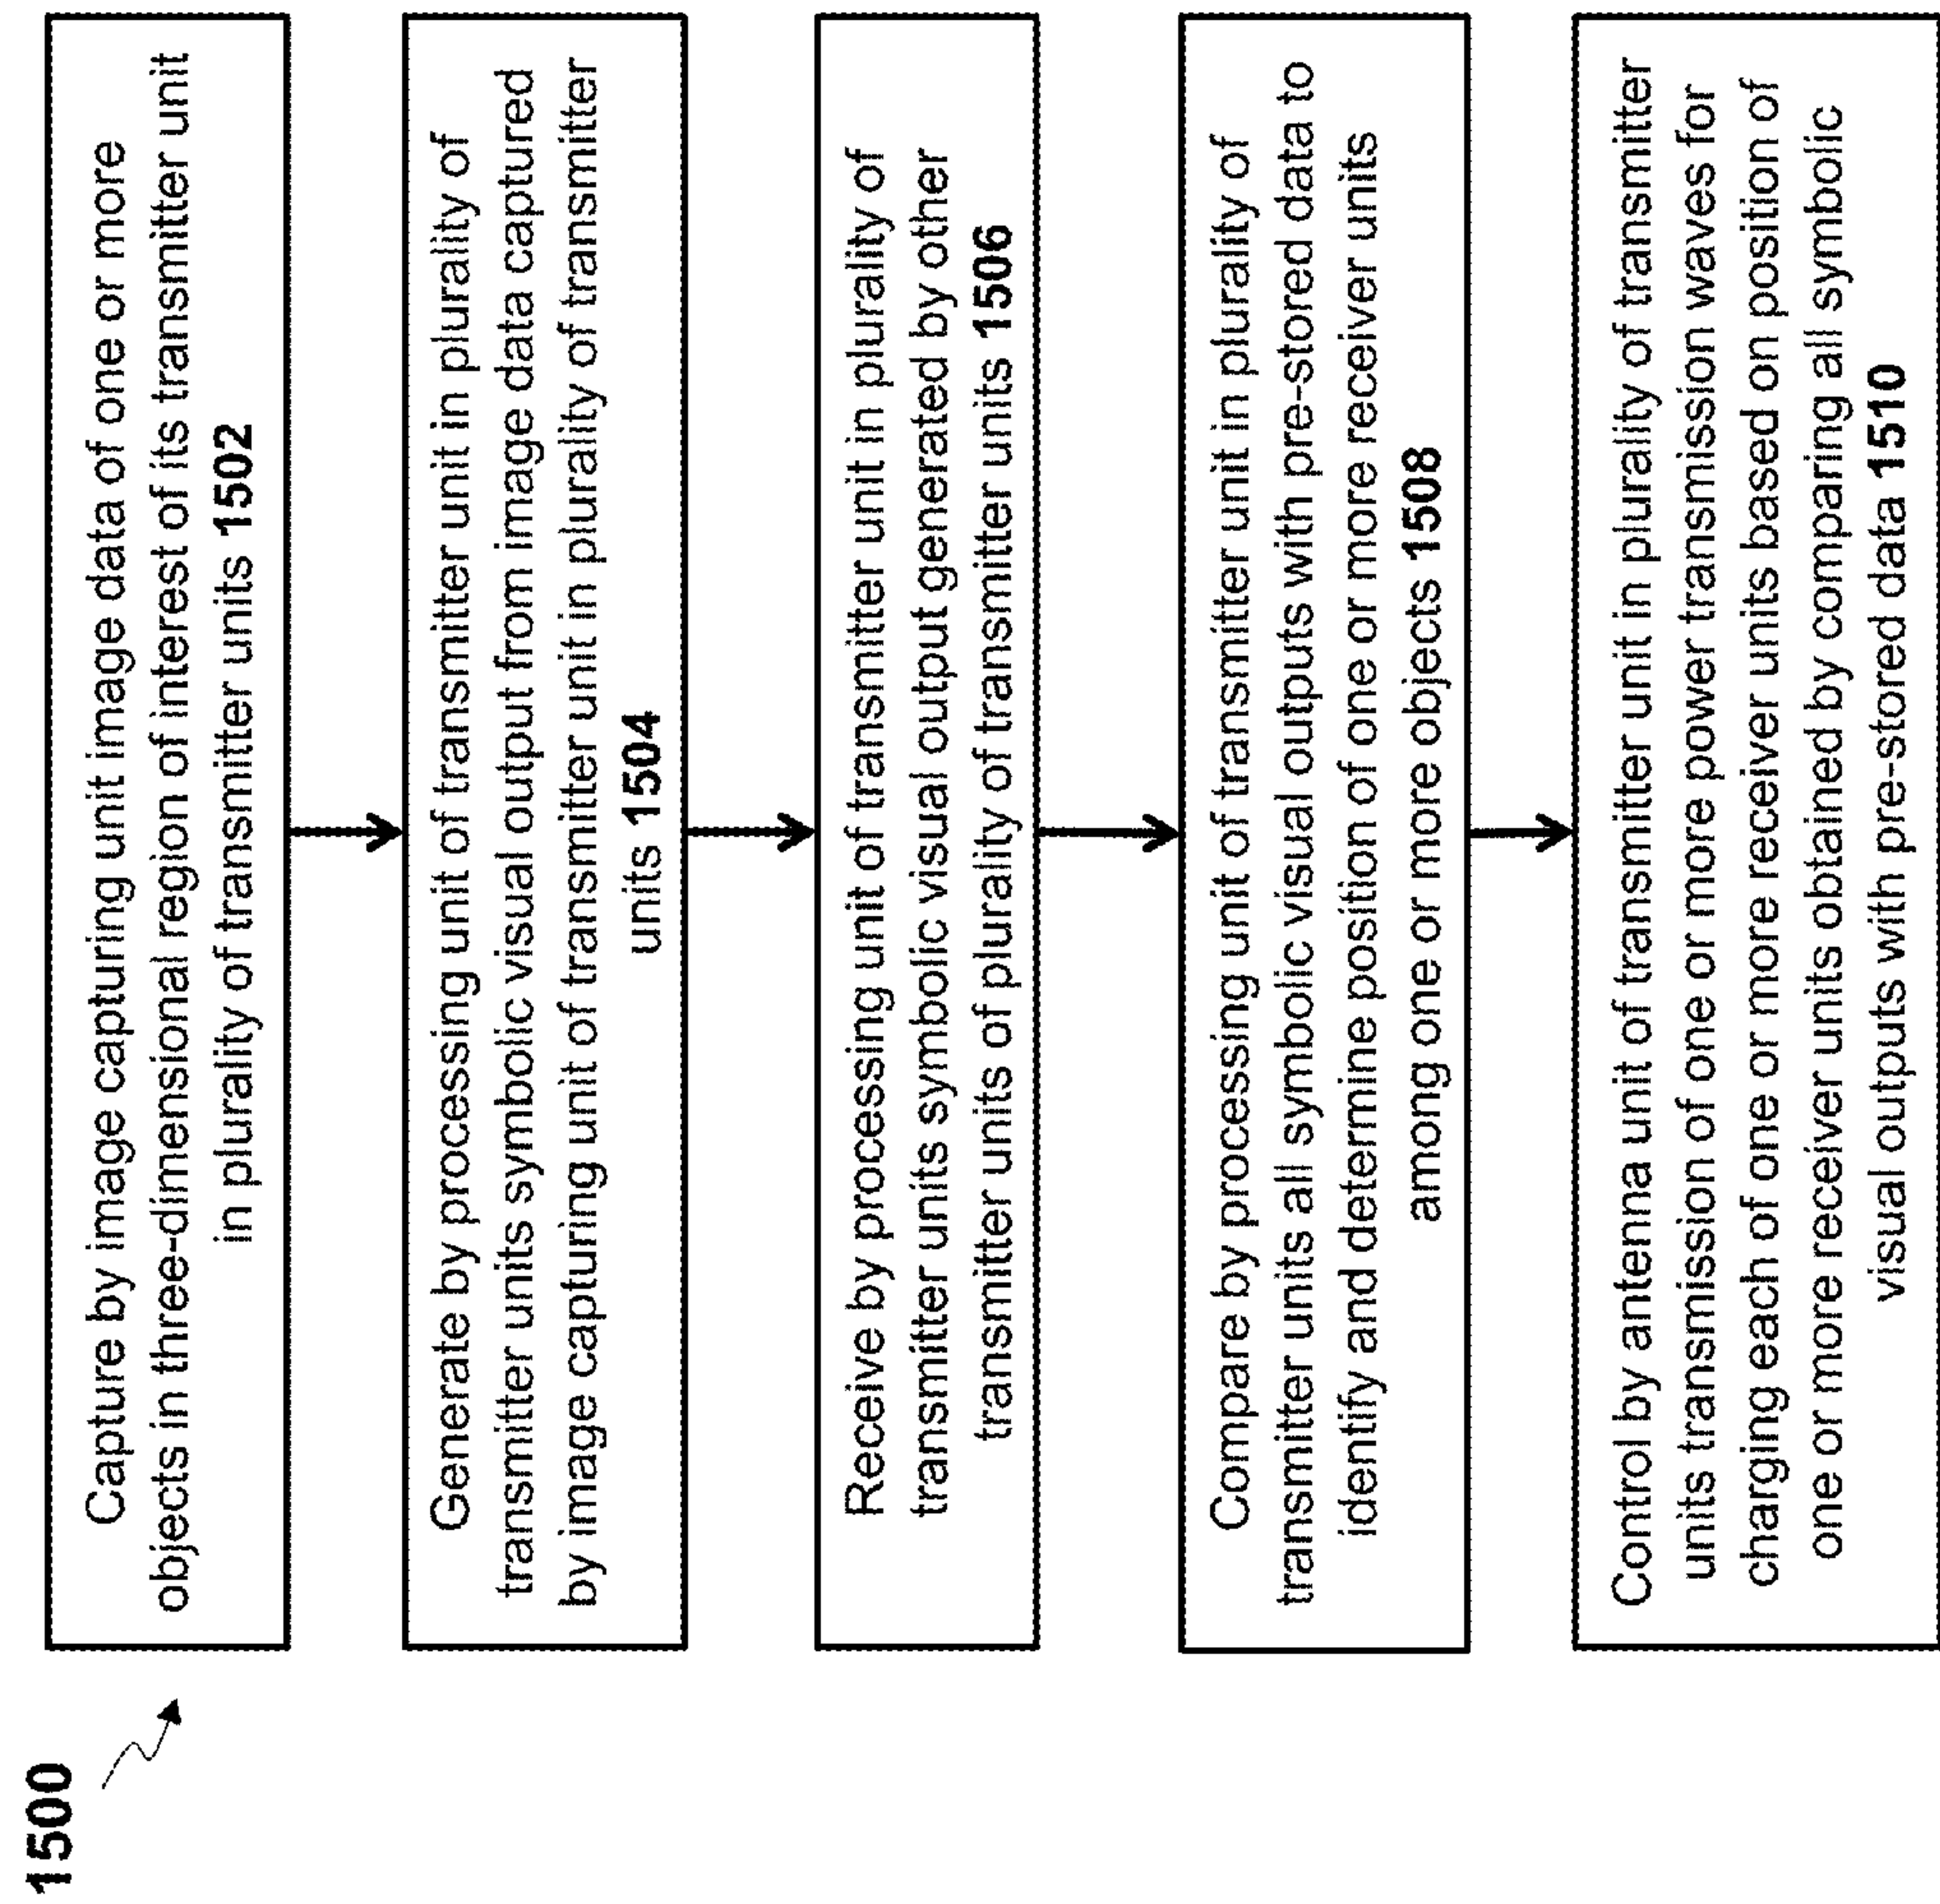 1500
Capture by image capturing unit image data of one or more
objects in three-dimensional region of interest of its transmitter unit
in plurality of transmitter units 1502
Generate by processing unit of transmitter unit in plurality of
transmitter units symbolic visual output from image data captured
by image capturing unit of transmitter unit in plurality of transmitter
units 1504
Receive by processing unit of transmitter unit in plurality of
transmitter units symbolic visual output generated by other
transmitter units of plurality of transmitter units 1506
Compare by processing unit of transmitter unit in plurality of
transmitter units all symbolic visual outputs with pre-stored data to
identify and determine position of one or more receiver units
among one or more objects 1508
Control by antenna unit of transmitter unit in plurality of transmitter
units transmission of one or more power transmission waves for
charging each of one or more receiver units based on position of
one or more receiver units obtained by comparing all symbolic
visual outputs with pre-stored data 1510